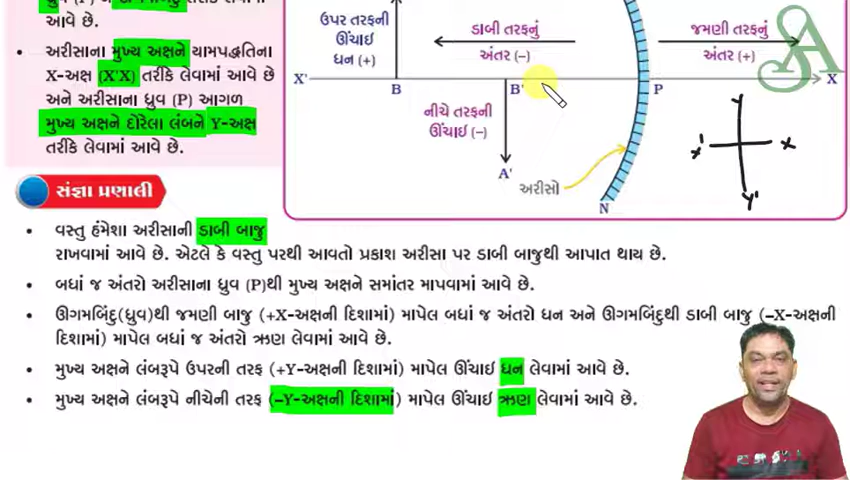 આવે છે.
અરીસાના મુખ્ય અક્ષને યામપદ્ધતિના
X-અક્ષ (X'X) તરીકે લેવામાં આવે છે
અને અરીસાના ધ્રુવ (P) આગળ
મુખ્ય અક્ષને દોરેલા લંબને Y-અક્ષ
તરીકે લેવામાં આવે છે.
ઉપર તરફની
ઊંચાઈ
ધન (+)
ડાબી તરફનું
અંતર (–)
જમણી તરફનું
અંતર (+)
SA
X'
B
B'
P
X
નીચે તરફની
ઊંચાઈ (–)
A'
અરીસો
N
y
x'
x
y'
સંજ્ઞા પ્રણાલી
વસ્તુ હંમેશા અરીસાની ડાબી બાજુ
રાખવામાં આવે છે. એટલે કે વસ્તુ પરથી આવતો પ્રકાશ અરીસા પર ડાબી બાજુથી આપાત થાય છે.
બધાં જ અંતરો અરીસાના ધ્રુવ (P)થી મુખ્ય અક્ષને સમાંતર માપવામાં આવે છે.
ઊગમબિંદુ(ધ્રુવ)થી જમણી બાજુ (+X-અક્ષની દિશામાં) માપેલ બધાં જ અંતરો ધન અને ઊગમબિંદુથી ડાબી બાજુ (–X-અક્ષની
દિશામાં) માપેલ બધાં જ અંતરો ઋણ લેવામાં આવે છે.
મુખ્ય અક્ષને લંબરૂપે ઉપરની તરફ (+Y-અક્ષની દિશામાં) માપેલ ઊંચાઈ ધન લેવામાં આવે છે.
મુખ્ય અક્ષને લંબરૂપે નીચેની તરફ (–Y-અક્ષની દિશામાં) માપેલ ઊંચાઈ ઋણ લેવામાં આવે છે.